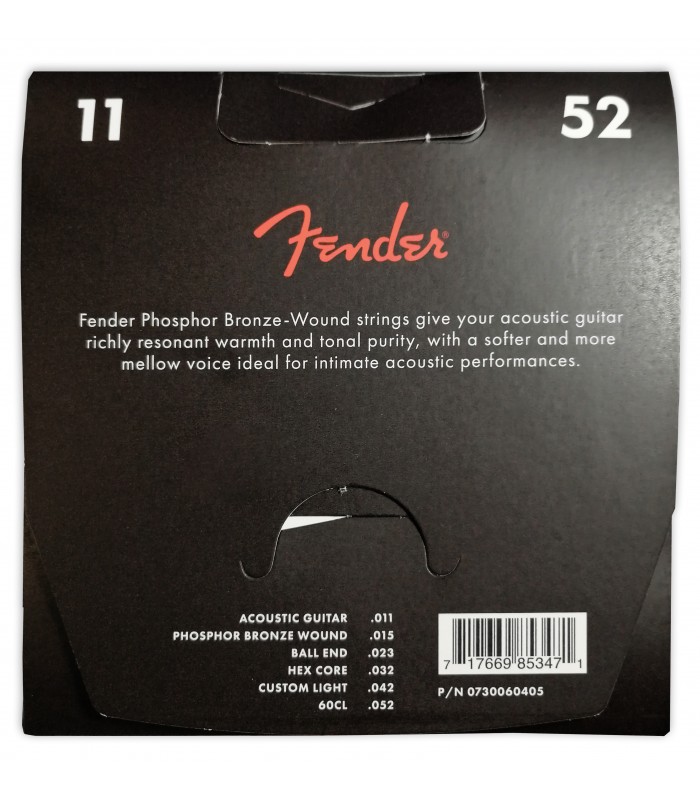 11 52
Fender®
Fender Phosphor Bronze-Wound strings give your acoustic guitar
richly resonant warmth and tonal purity, with a softer and more
mellow voice ideal for intimate acoustic performances.
ACOUSTIC GUITAR .011
PHOSPHOR BRONZE WOUND .015
BALL END .023
HEX CORE .032
CUSTOM LIGHT .042
60CL .052
7 17669 85347 1
P/N 0730060405